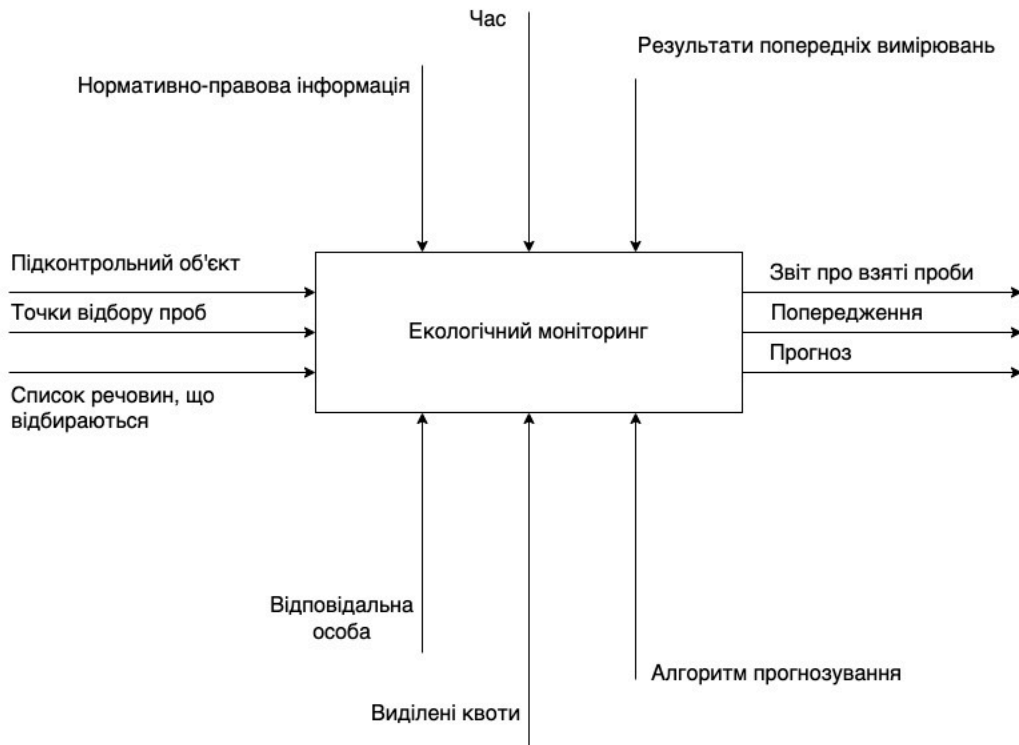 Час
Результати попередніх вимірювань
Нормативно-правова інформація
Підконтрольний об'єкт
Точки відбору проб
Список речовин, що
відбираються
Екологічний моніторинг
Звіт про взяті проби
Попередження
Прогноз
Відповідальна
особа
Виділені квоти
Алгоритм прогнозування